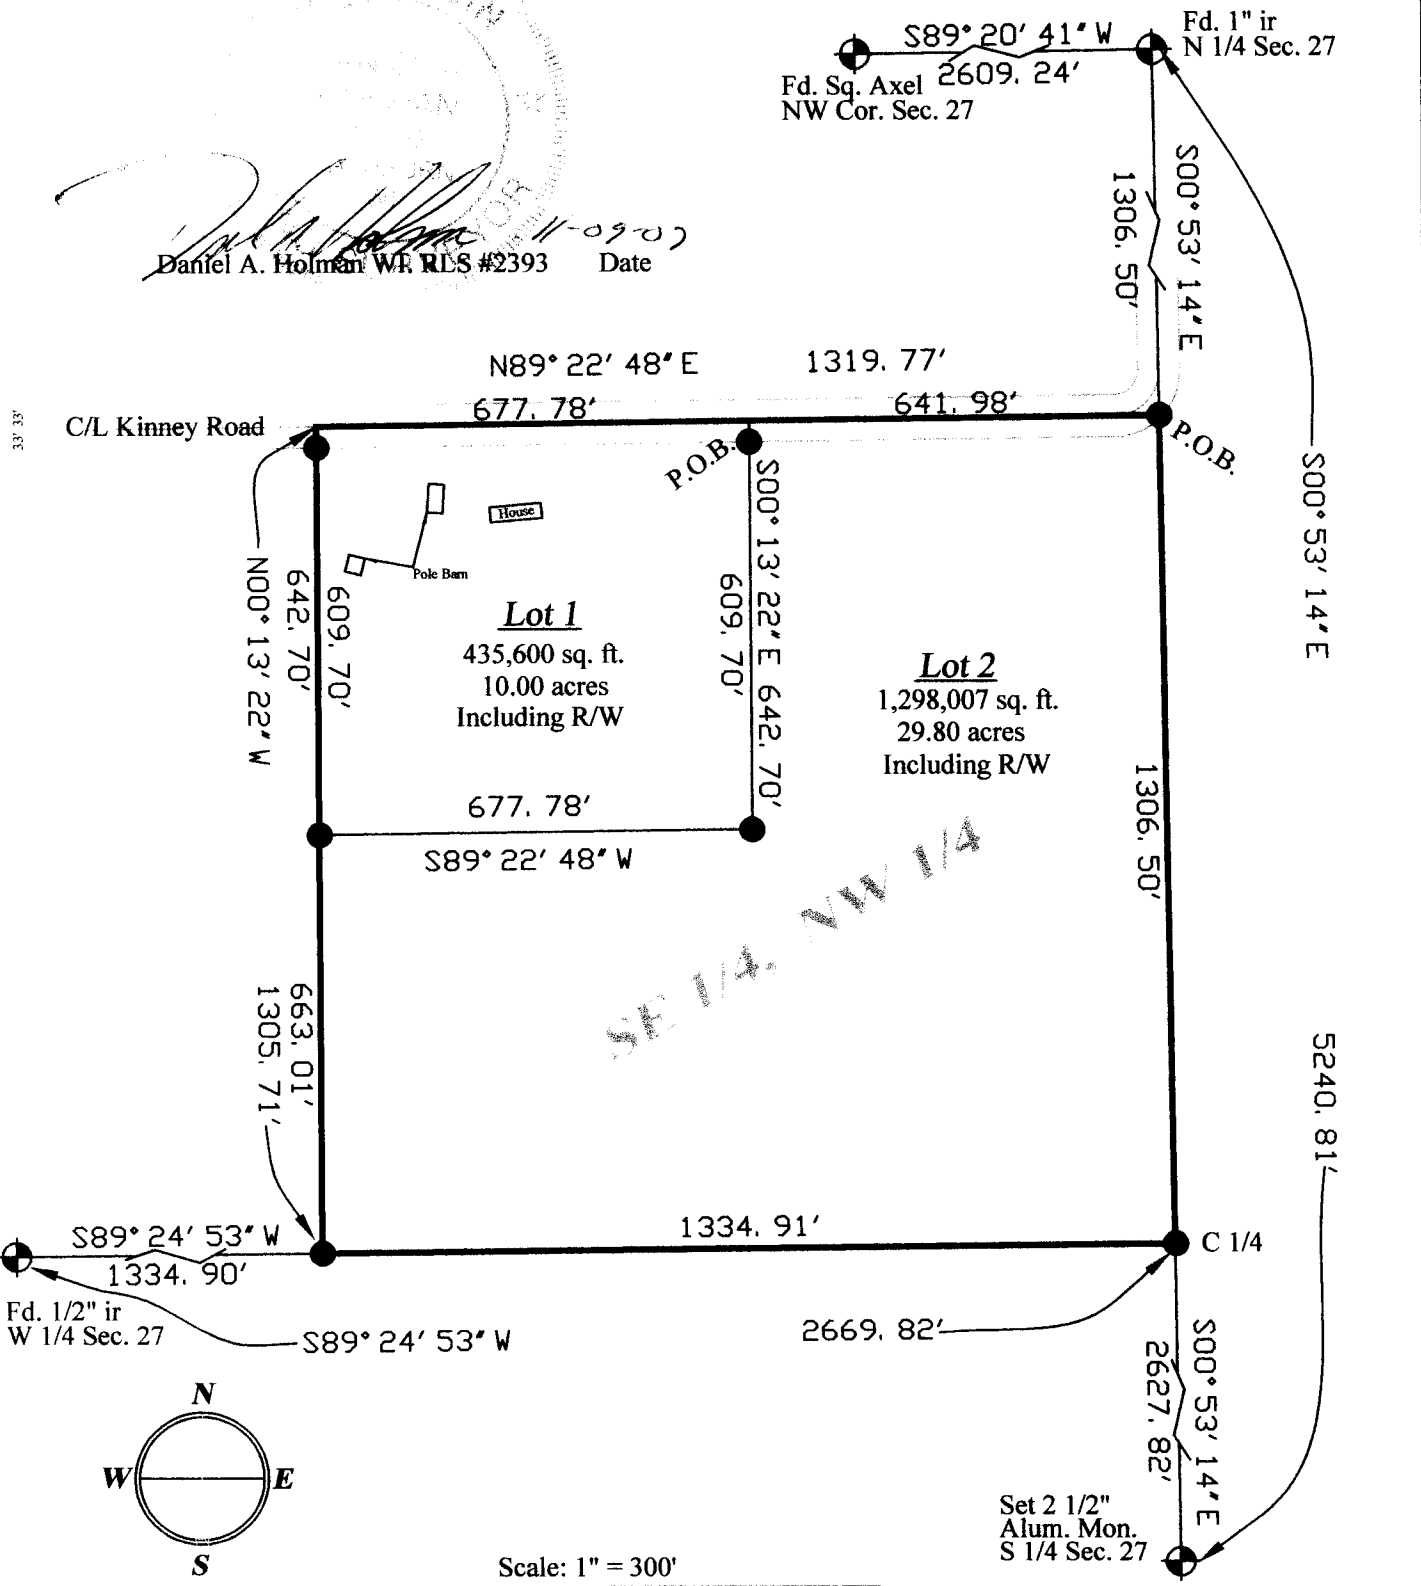 Fd. 1" ir
N 1/4 Sec. 27
S89° 20' 41" W
2609. 24'
Fd. Sq. Axel
NW Cor. Sec. 27
S00° 53' 14" E
1306. 50'
11-09-07
Daniel A. Holman WI. RLS #2393 Date
N89° 22' 48" E 1319. 77'
677. 78' 641. 98'
33' 33'
C/L Kinney Road
P.O.B.
P.O.B.
S00° 53' 14" E
House
Pole Barn
N00° 13' 22" W
642. 70'
609. 70'
Lot 1
435,600 sq. ft.
10.00 acres
Including R/W
S00° 13' 22" E 642. 70'
609. 70'
Lot 2
1,298,007 sq. ft.
29.80 acres
Including R/W
1306. 50'
677. 78'
S89° 22' 48" W
SE 1/4, NW 1/4
663. 01'
1305. 71'
5240. 81'
1334. 91'
C 1/4
S89° 24' 53" W
1334. 90'
Fd. 1/2" ir
W 1/4 Sec. 27
S89° 24' 53" W
2669. 82'
S00° 53' 14" E
2627. 82'
N
W E
S
Set 2 1/2"
Alum. Mon.
S 1/4 Sec. 27
Scale: 1" = 300'